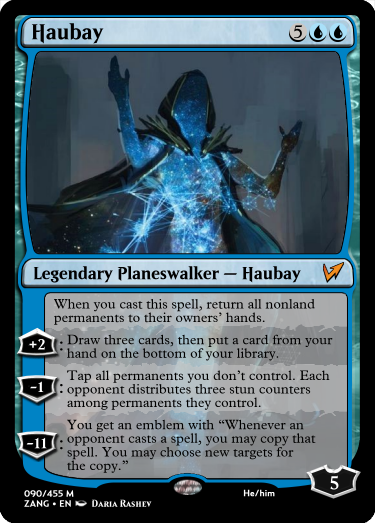 Haubay 5
Legendary Planeswalker — Haubay
When you cast this spell, return all nonland
permanents to their owners' hands.
+2: Draw three cards, then put a card from your
hand on the bottom of your library.
-1: Tap all permanents you don't control. Each
opponent distributes three stun counters
among permanents they control.
-11: You get an emblem with “Whenever an
opponent casts a spell, you may copy that
spell. You may choose new targets for
the copy.”
5
090/455 M He/him
ZANG • EN Daria Rashev